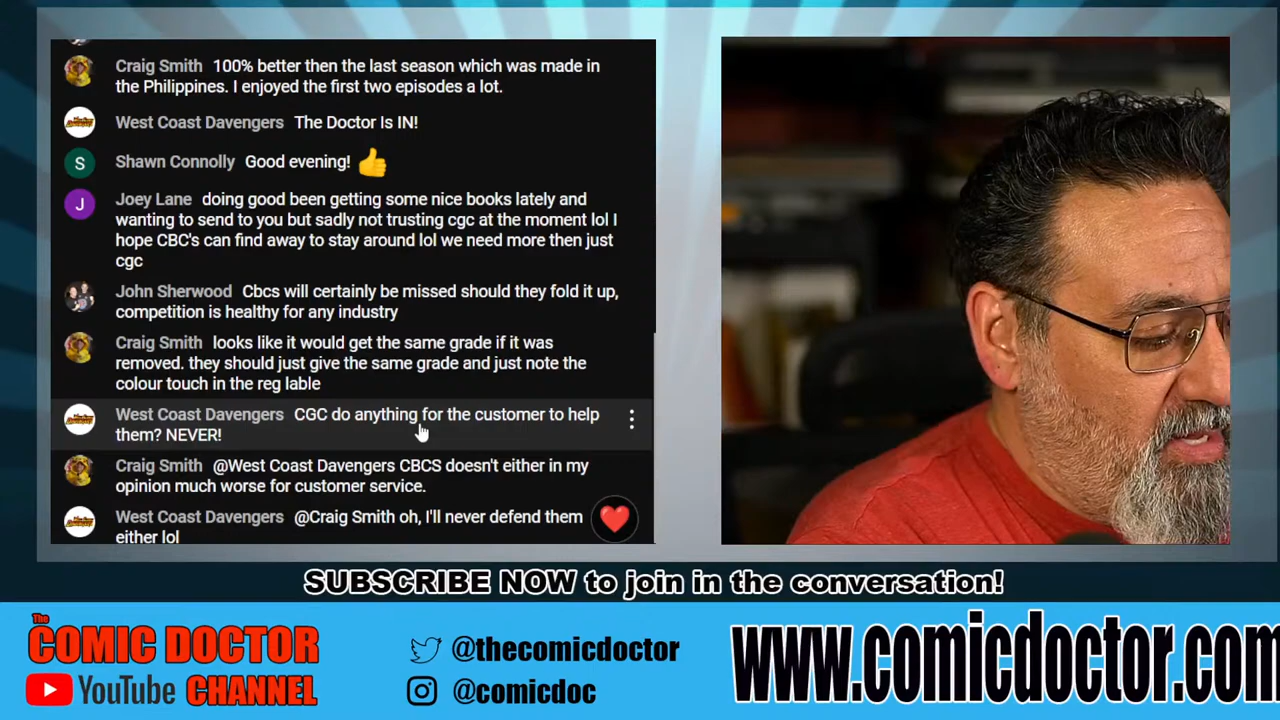 Craig Smith 100% better then the last season which was made in
the Philippines. I enjoyed the first two episodes a lot.
West Coast Davengers The Doctor Is IN!
S
Shawn Connolly Good evening! 👍
J
Joey Lane doing good been getting some nice books lately and
wanting to send to you but sadly not trusting cgc at the moment lol I
hope CBC's can find away to stay around lol we need more then just
cgc
John Sherwood Cbcs will certainly be missed should they fold it up,
competition is healthy for any industry
Craig Smith looks like it would get the same grade if it was
removed. they should just give the same grade and just note the
colour touch in the reg lable
West Coast Davengers CGC do anything for the customer to help
them? NEVER!
Craig Smith @West Coast Davengers CBCS doesn't either in my
opinion much worse for customer service.
West Coast Davengers @Craig Smith oh, I'll never defend them
either lol
SUBSCRIBE NOW to join in the conversation!
The
COMIC DOCTOR
YouTube CHANNEL
@thecomicdoctor
@comicdoc
www.comicdoctor.com